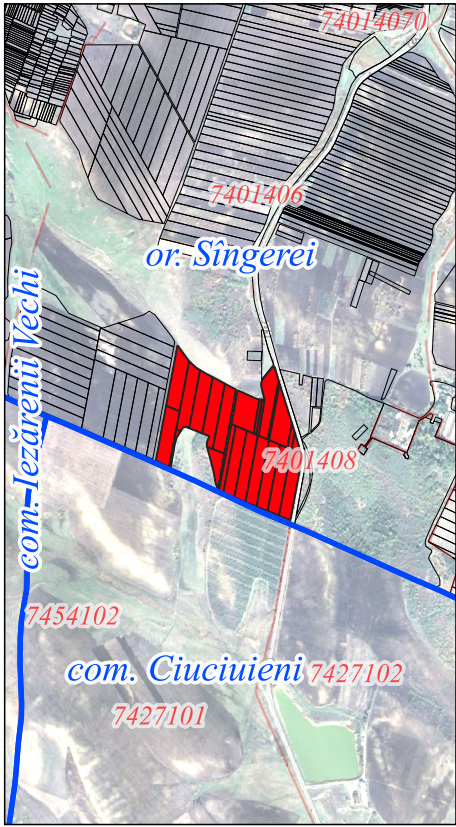 74014070
7401406
or. Sîngerei
com. Iezărenii Vechi
7401408
7454102
com. Ciuciuieni 7427102
7427101